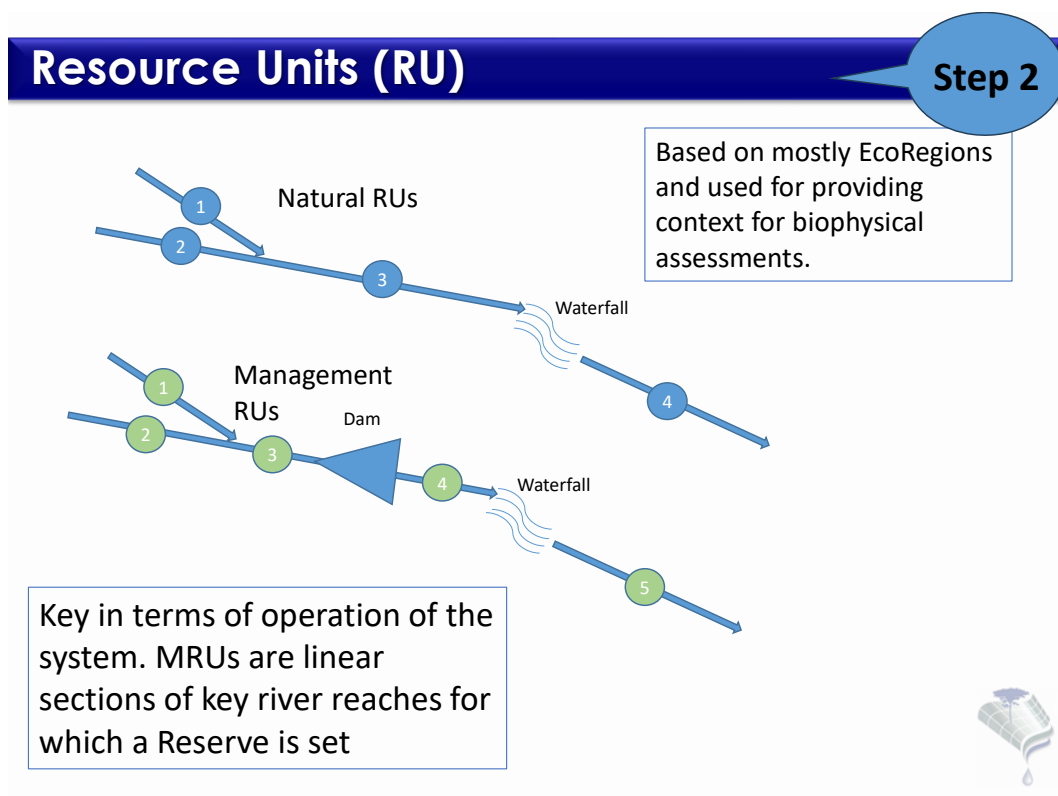 Resource Units (RU)
Step 2
Based on mostly EcoRegions
and used for providing
context for biophysical
assessments.
Natural RUs
1
2
3
Waterfall
4
Management
RUs
Dam
1
2
3
4
Waterfall
5
Key in terms of operation of the
system. MRUs are linear
sections of key river reaches for
which a Reserve is set